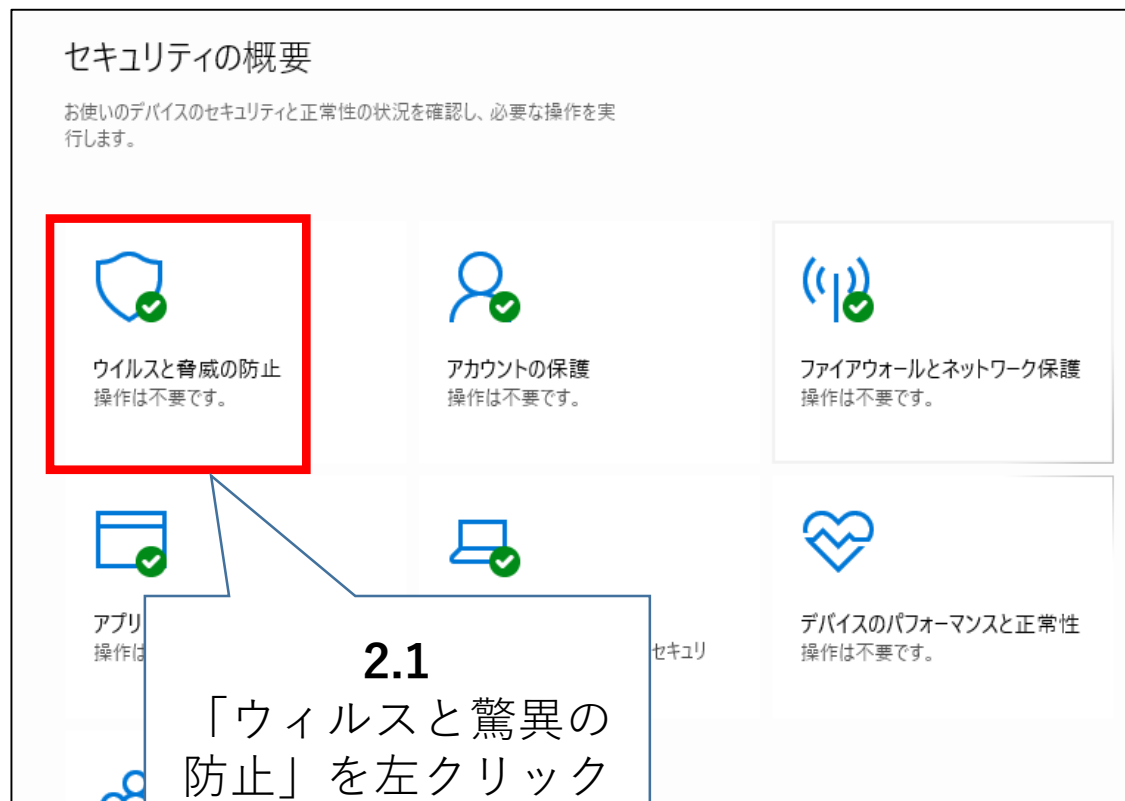 セキュリティの概要
お使いのデバイスのセキュリティと正常性の状況を確認し、必要な操作を実
行します。
ウイルスと脅威の防止
操作は不要です。
アカウントの保護
操作は不要です。
ファイアウォールとネットワーク保護
操作は不要です。
アプリ
操作は
セキュリ
デバイスのパフォーマンスと正常性
操作は不要です。
2.1
「ウィルスと驚異の
防止」を左クリック